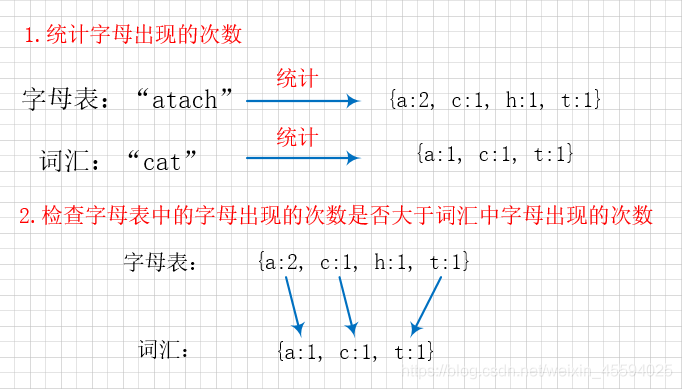 1.统计字母出现的次数
字母表：“atach” 统计 {a:2, c:1, h:1, t:1}
词汇：“cat” 统计 {a:1, c:1, t:1}
2.检查字母表中的字母出现的次数是否大于词汇中字母出现的次数
字母表： {a:2, c:1, h:1, t:1}
词汇： {a:1, c:1, t:1}
https://blog.csdn.net/weixin_45594025